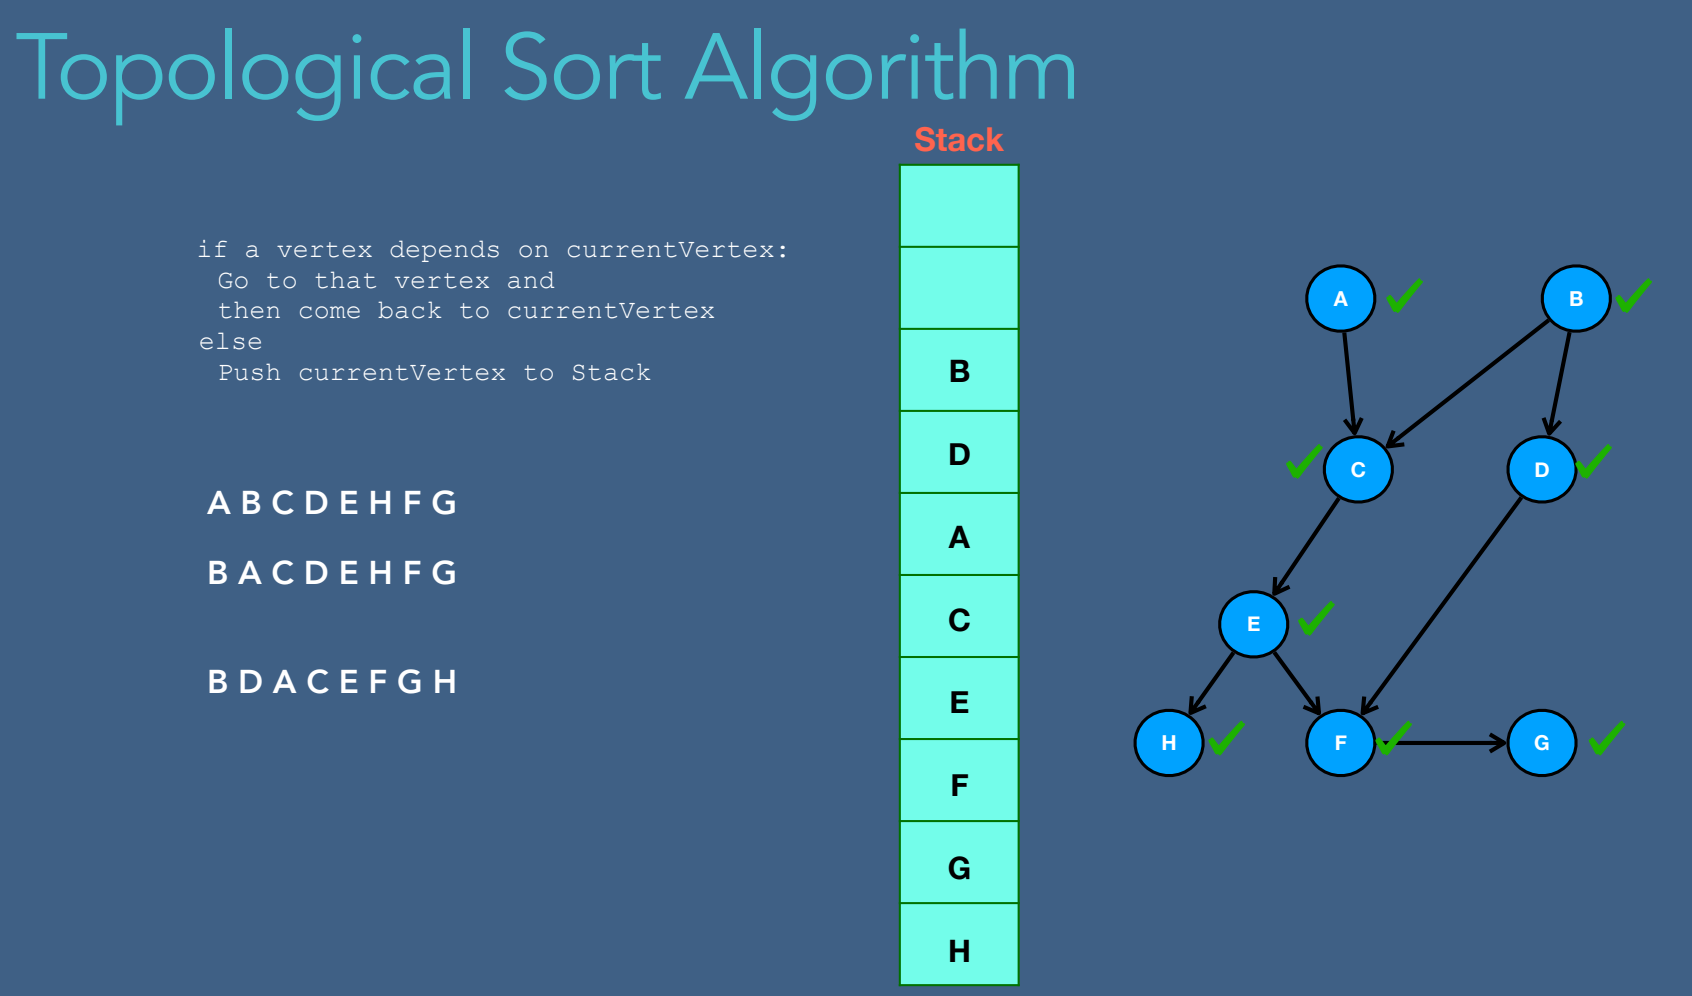 Topological Sort Algorithm
Stack
if a vertex depends on currentVertex:
Go to that vertex and
then come back to currentVertex
else
Push currentVertex to Stack
A B C D E H F G
B A C D E H F G
B D A C E F G H
B
D
A
C
E
F
G
H
A
B
C
D
E
H
F
G